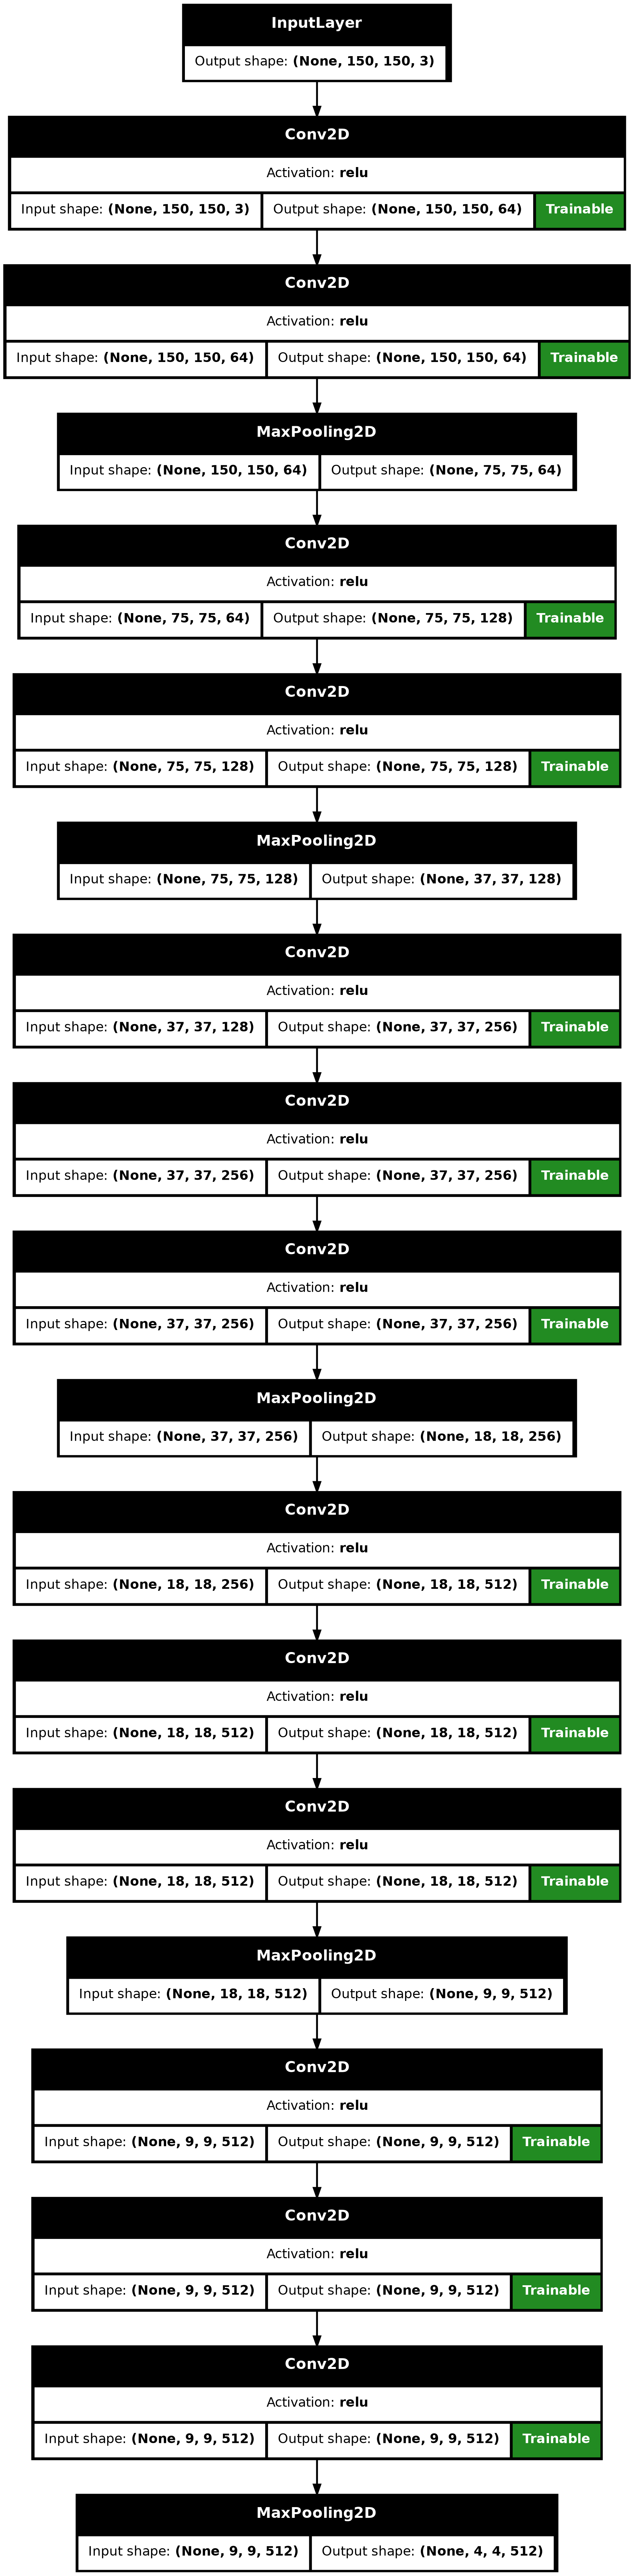 InputLayer
Output shape: (None, 150, 150, 3)
Conv2D
Activation: relu
Input shape: (None, 150, 150, 3) Output shape: (None, 150, 150, 64) Trainable
Conv2D
Activation: relu
Input shape: (None, 150, 150, 64) Output shape: (None, 150, 150, 64) Trainable
MaxPooling2D
Input shape: (None, 150, 150, 64) Output shape: (None, 75, 75, 64)
Conv2D
Activation: relu
Input shape: (None, 75, 75, 64) Output shape: (None, 75, 75, 128) Trainable
Conv2D
Activation: relu
Input shape: (None, 75, 75, 128) Output shape: (None, 75, 75, 128) Trainable
MaxPooling2D
Input shape: (None, 75, 75, 128) Output shape: (None, 37, 37, 128)
Conv2D
Activation: relu
Input shape: (None, 37, 37, 128) Output shape: (None, 37, 37, 256) Trainable
Conv2D
Activation: relu
Input shape: (None, 37, 37, 256) Output shape: (None, 37, 37, 256) Trainable
Conv2D
Activation: relu
Input shape: (None, 37, 37, 256) Output shape: (None, 37, 37, 256) Trainable
MaxPooling2D
Input shape: (None, 37, 37, 256) Output shape: (None, 18, 18, 256)
Conv2D
Activation: relu
Input shape: (None, 18, 18, 256) Output shape: (None, 18, 18, 512) Trainable
Conv2D
Activation: relu
Input shape: (None, 18, 18, 512) Output shape: (None, 18, 18, 512) Trainable
Conv2D
Activation: relu
Input shape: (None, 18, 18, 512) Output shape: (None, 18, 18, 512) Trainable
MaxPooling2D
Input shape: (None, 18, 18, 512) Output shape: (None, 9, 9, 512)
Conv2D
Activation: relu
Input shape: (None, 9, 9, 512) Output shape: (None, 9, 9, 512) Trainable
Conv2D
Activation: relu
Input shape: (None, 9, 9, 512) Output shape: (None, 9, 9, 512) Trainable
Conv2D
Activation: relu
Input shape: (None, 9, 9, 512) Output shape: (None, 9, 9, 512) Trainable
MaxPooling2D
Input shape: (None, 9, 9, 512) Output shape: (None, 4, 4, 512)